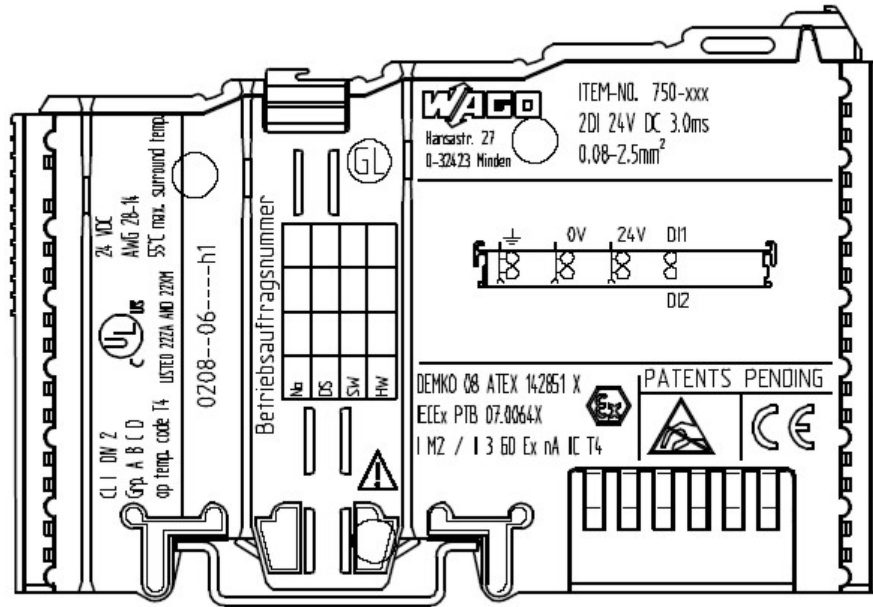 WAGO
Hansastr. 27
D-32423 Minden
ITEM-NO. 750-xxx
2DI 24V DC 3.0ms
0.08-2.5mm²
GL
24 VDC
AWG 28-14
55°C max. surround temp.
C UL US
LISTED 22ZA AND 22XM
CL I DIV 2
Grp. A B C D
op temp. code T4
0208--06----h1
Betriebsauftragsnummer
No
DS
SW
HW
0V 24V DI1
DI2
DEMKO 08 ATEX 142851 X
IECEx PTB 07.0064X
I M2 / II 3 GD Ex nA IIC T4
Ex
PATENTS PENDING
CE